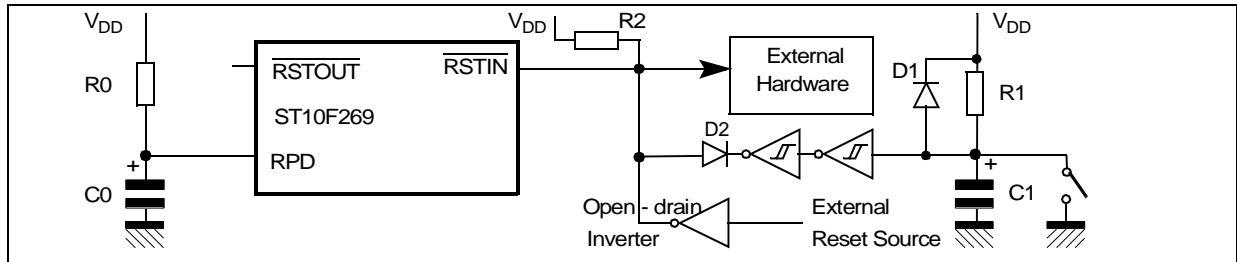 VDD
R0
+
C0
RSTOUT
RSTIN
ST10F269
RPD
VDD
R2
External
Hardware
D2
Open - drain
Inverter
External
Reset Source
VDD
D1
R1
+
C1